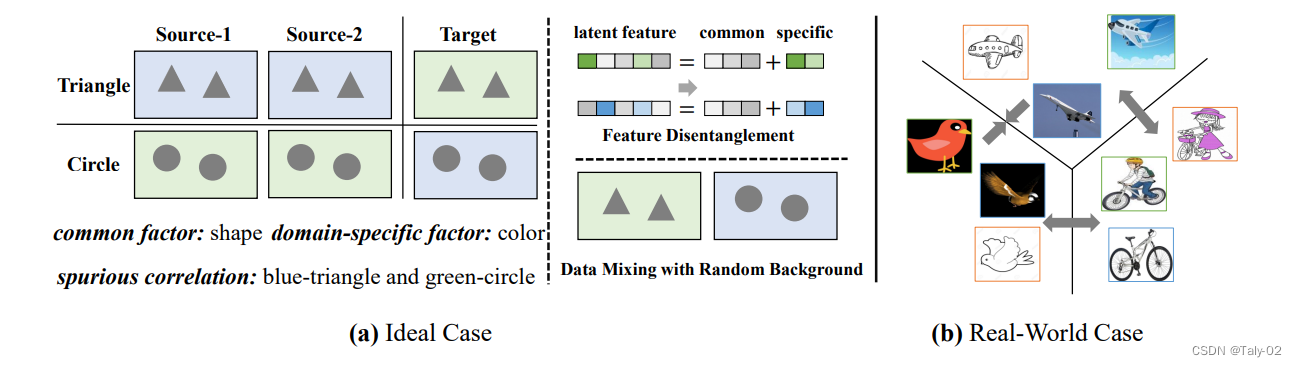 Source-1 Source-2 Target
Triangle
Circle
common factor: shape domain-specific factor: color
spurious correlation: blue-triangle and green-circle
latent feature common specific
= +
= +
Feature Disentanglement
Data Mixing with Random Background
(a) Ideal Case
(b) Real-World Case
CSDN @Taly-02